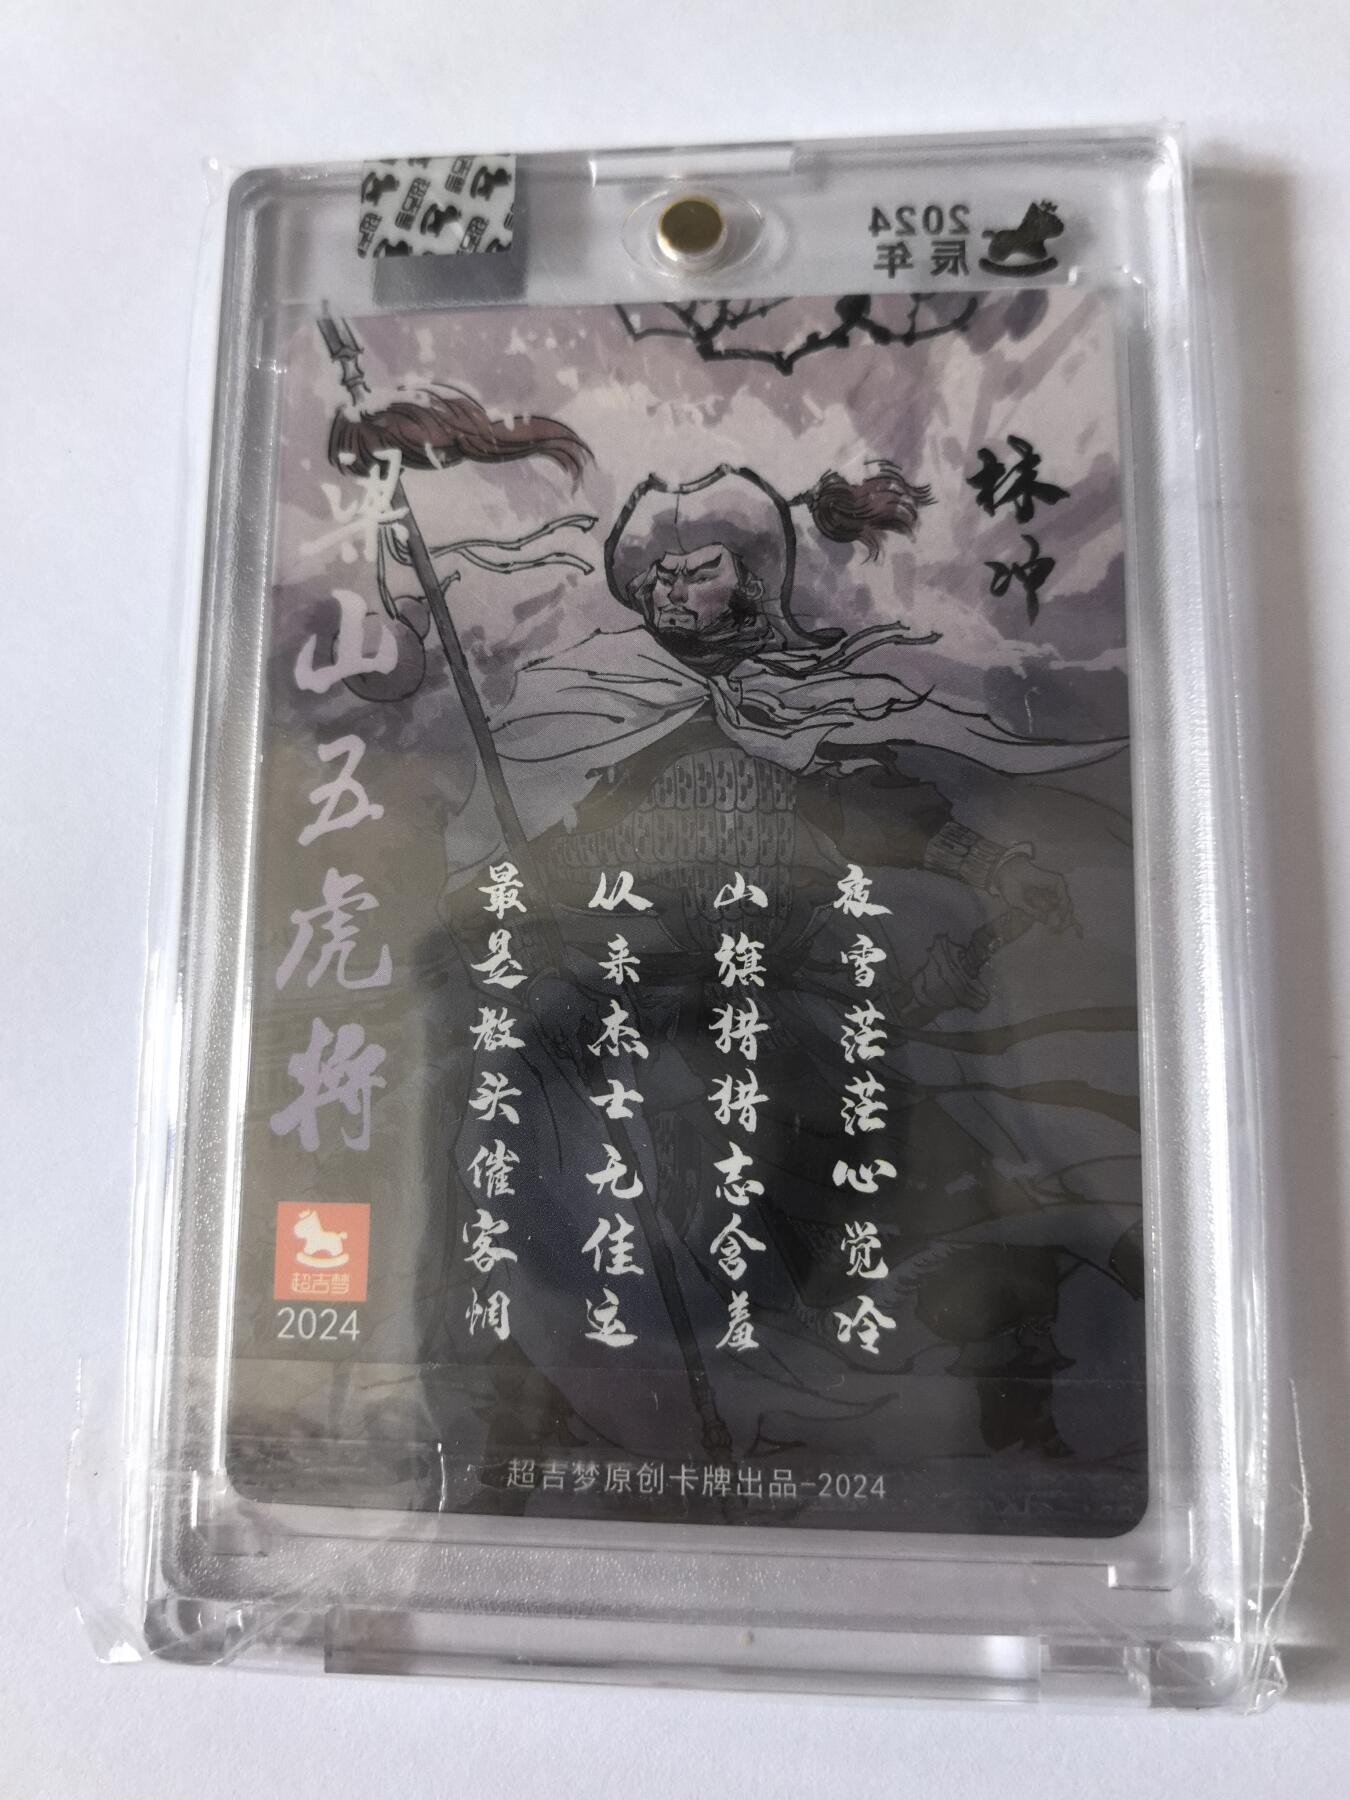 2024
辰年
林冲
夜雪茫茫心觉冷
山旗猎猎志含羞
从来杰士无佳运
最是教头催客惆
梁山五虎将
超吉梦
2024
超吉梦原创卡牌出品-2024